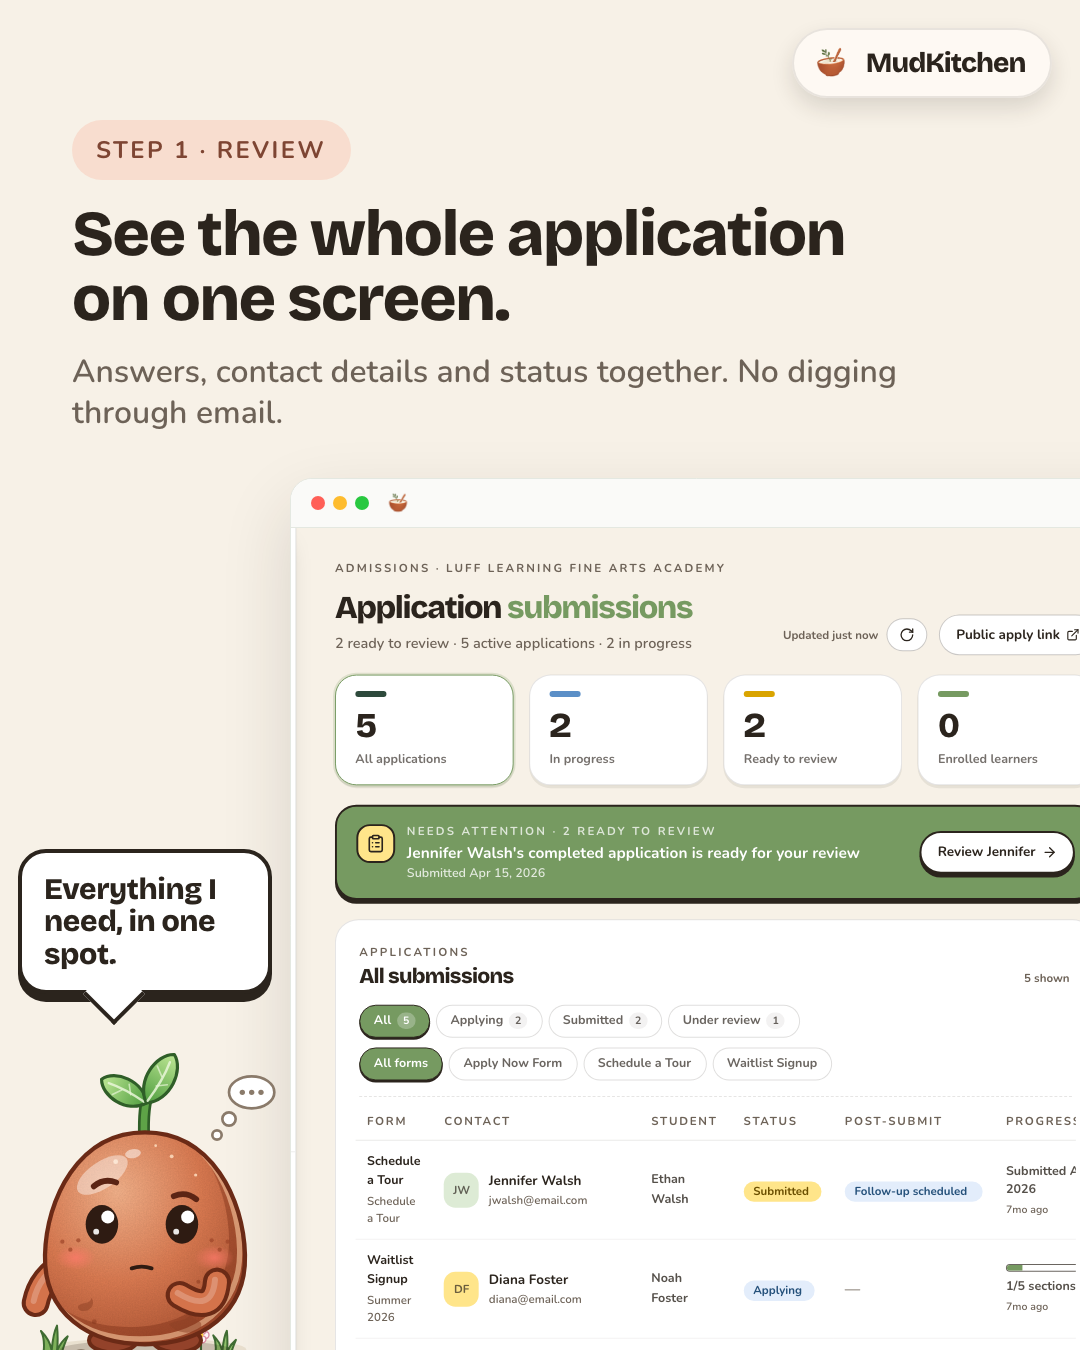 MudKitchen
STEP 1 · REVIEW
See the whole application
on one screen.
Answers, contact details and status together. No digging
through email.
ADMISSIONS · LUFF LEARNING FINE ARTS ACADEMY
Application submissions
2 ready to review · 5 active applications · 2 in progress
Updated just now
Public apply link
5
All applications
2
In progress
2
Ready to review
0
Enrolled learners
NEEDS ATTENTION · 2 READY TO REVIEW
Jennifer Walsh's completed application is ready for your review
Submitted Apr 15, 2026
Review Jennifer →
Everything I
need, in one
spot.
APPLICATIONS
All submissions
5 shown
All 5 Applying 2 Submitted 2 Under review 1
All forms Apply Now Form Schedule a Tour Waitlist Signup
FORM CONTACT STUDENT STATUS POST-SUBMIT PROGRESS
Schedule
a Tour
Schedule
a Tour
JW
Jennifer Walsh
jwalsh@email.com
Ethan
Walsh
Submitted
Follow-up scheduled
Submitted A
2026
7mo ago
Waitlist
Signup
Summer
2026
DF
Diana Foster
diana@email.com
Noah
Foster
Applying
—
1/5 sections
7mo ago